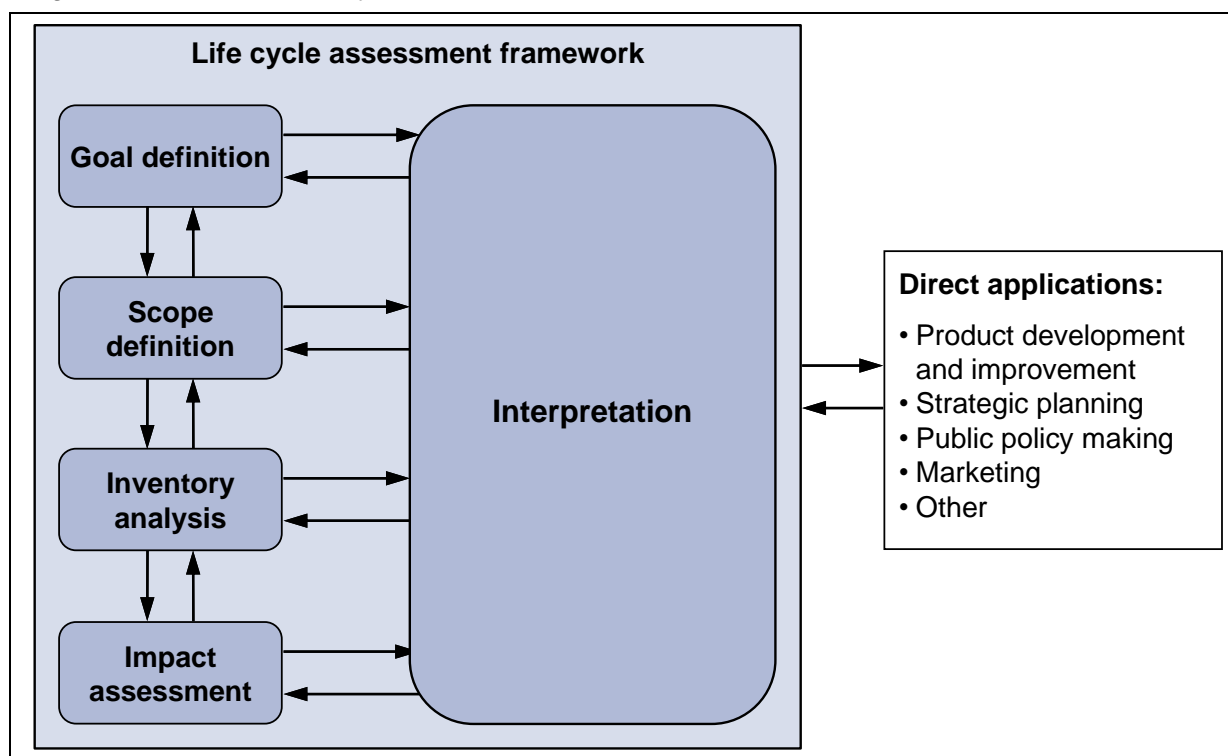 Life cycle assessment framework
Goal definition
Scope
definition
Inventory
analysis
Impact
assessment
Interpretation
Direct applications:
• Product development
and improvement
• Strategic planning
• Public policy making
• Marketing
• Other